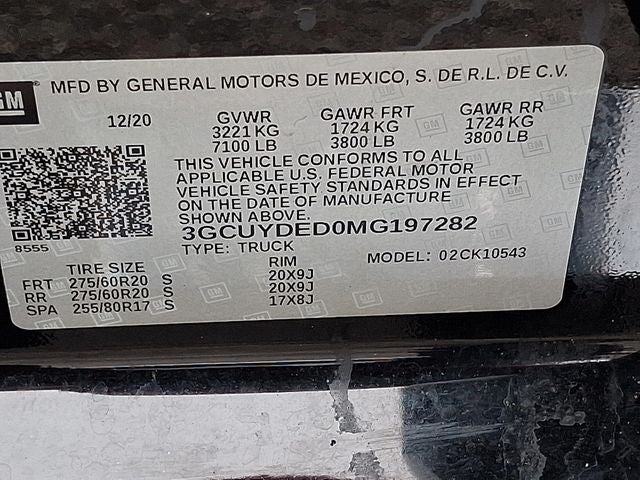 GM
MFD BY GENERAL MOTORS DE MEXICO, S. DE R.L. DE C.V.
12/20 GVWR GAWR FRT GAWR RR
3221 KG 1724 KG 1724 KG
7100 LB 3800 LB 3800 LB
THIS VEHICLE CONFORMS TO ALL
APPLICABLE U.S. FEDERAL MOTOR
VEHICLE SAFETY STANDARDS IN EFFECT
ON THE DATE OF MANUFACTURE
SHOWN ABOVE.
8555
3GCUYDED0MG197282
TYPE: TRUCK MODEL: 02CK10543
TIRE SIZE RIM
FRT 275/60R20 S 20X9J
RR 275/60R20 S 20X9J
SPA 255/80R17 S 17X8J